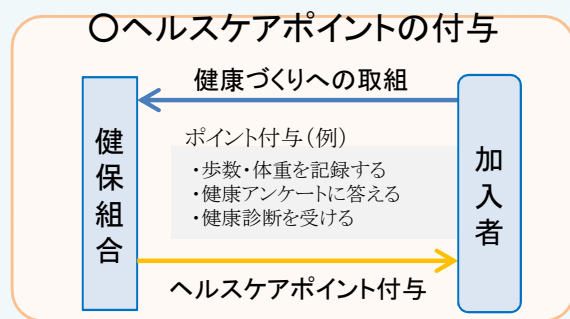 〇ヘルスケアポイントの付与
健康づくりへの取組
健保組合
ポイント付与(例)
・歩数・体重を記録する
・健康アンケートに答える
・健康診断を受ける
加入者
ヘルスケアポイント付与